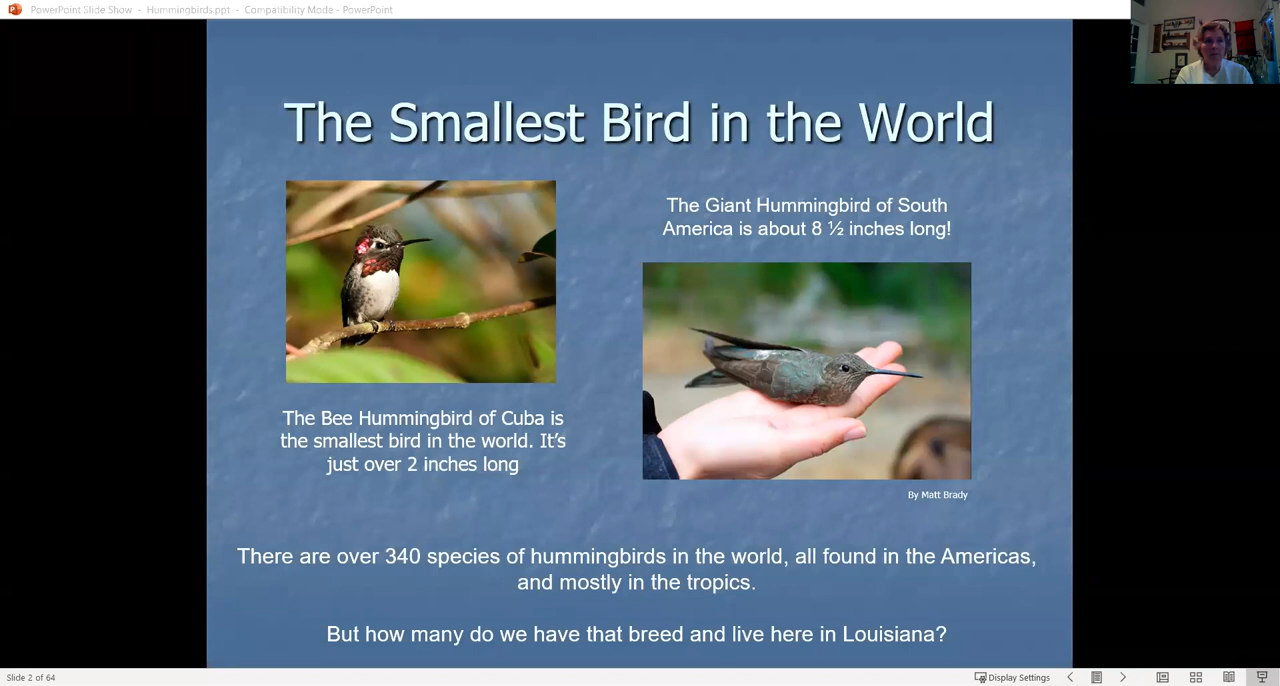 PowerPoint Slide Show - Hummingbirds.ppt - Compatibility Mode - PowerPoint
The Smallest Bird in the World
The Giant Hummingbird of South
America is about 8 ½ inches long!
The Bee Hummingbird of Cuba is
the smallest bird in the world. It’s
just over 2 inches long
By Matt Brady
There are over 340 species of hummingbirds in the world, all found in the Americas,
and mostly in the tropics.
But how many do we have that breed and live here in Louisiana?
Slide 2 of 64
Display Settings